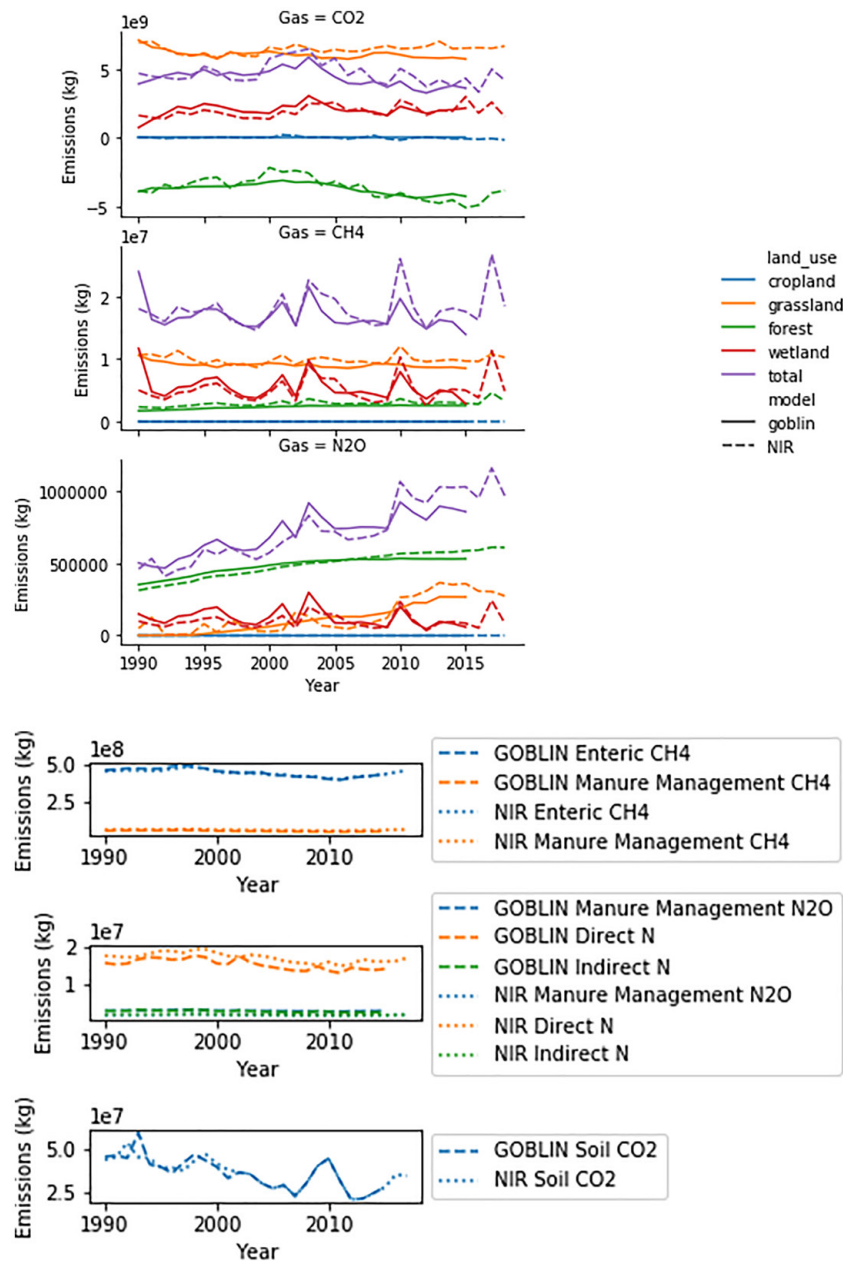 Gas = CO2
1e9
5
0
−5
Emissions (kg)
Gas = CH4
1e7
2
1
0
Emissions (kg)
land_use
cropland
grassland
forest
wetland
total
model
goblin
NIR
Gas = N2O
1000000
500000
0
Emissions (kg)
1990 1995 2000 2005 2010 2015
Year
1e8
5.0
2.5
Emissions (kg)
1990 2000 2010
Year
GOBLIN Enteric CH4
GOBLIN Manure Management CH4
NIR Enteric CH4
NIR Manure Management CH4
1e7
2
1
Emissions (kg)
1990 2000 2010
Year
GOBLIN Manure Management N2O
GOBLIN Direct N
GOBLIN Indirect N
NIR Manure Management N2O
NIR Direct N
NIR Indirect N
1e7
5.0
2.5
Emissions (kg)
1990 2000 2010
Year
GOBLIN Soil CO2
NIR Soil CO2